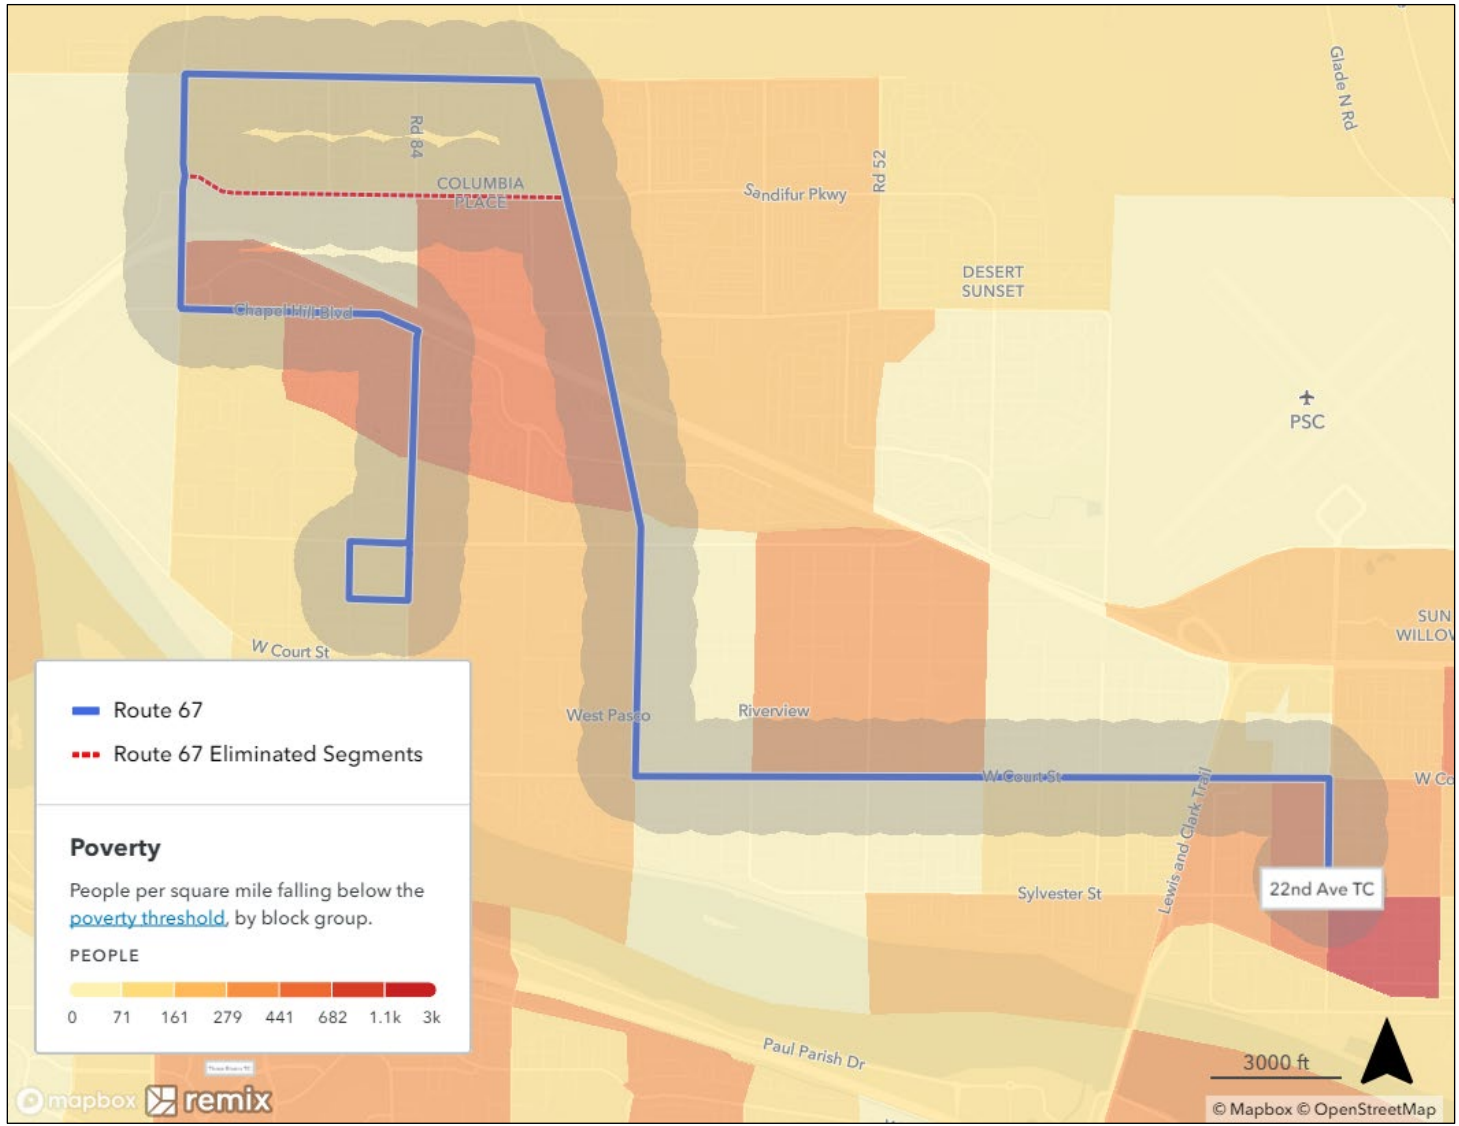 Glade N Rd
Rd 84
Rd 52
COLUMBIA
PLACE
Sandifur Pkwy
DESERT
SUNSET
Chapel Hill Blvd
PSC
SUN
WILLOW
W Court St
West Pasco
Riverview
W Court St
W Co
Lewis and Clark Trail
22nd Ave TC
Sylvester St
Paul Parish Dr
Route 67
Route 67 Eliminated Segments
Poverty
People per square mile falling below the
poverty threshold, by block group.
PEOPLE
0 71 161 279 441 682 1.1k 3k
mapbox remix
3000 ft
© Mapbox © OpenStreetMap